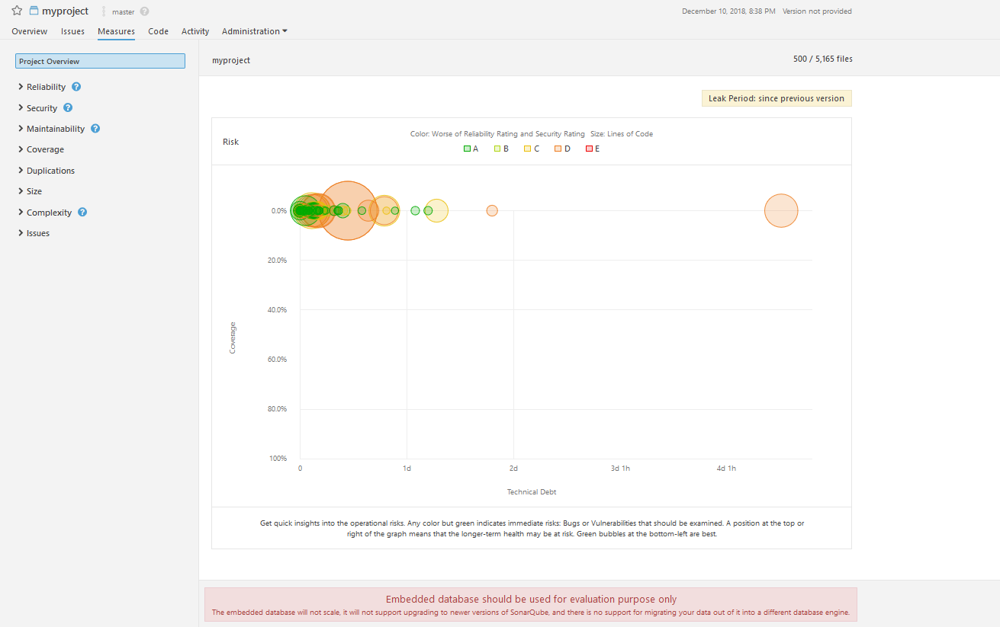 myproject master ? December 10, 2018, 8:38 PM Version not provided
Overview Issues Measures Code Activity Administration
Project Overview
Reliability ?
Security ?
Maintainability ?
Coverage
Duplications
Size
Complexity ?
Issues
myproject 500 / 5,165 files
Leak Period: since previous version
Risk
Color: Worse of Reliability Rating and Security Rating Size: Lines of Code
A B C D E
0.0%
20.0%
40.0%
60.0%
80.0%
100%
Coverage
0 1d 2d 3d 1h 4d 1h
Technical Debt
Get quick insights into the operational risks. Any color but green indicates immediate risks: Bugs or Vulnerabilities that should be examined. A position at the top or
right of the graph means that the longer-term health may be at risk. Green bubbles at the bottom-left are best.
Embedded database should be used for evaluation purpose only
The embedded database will not scale, it will not support upgrading to newer versions of SonarQube, and there is no support for migrating your data out of it into a different database engine.